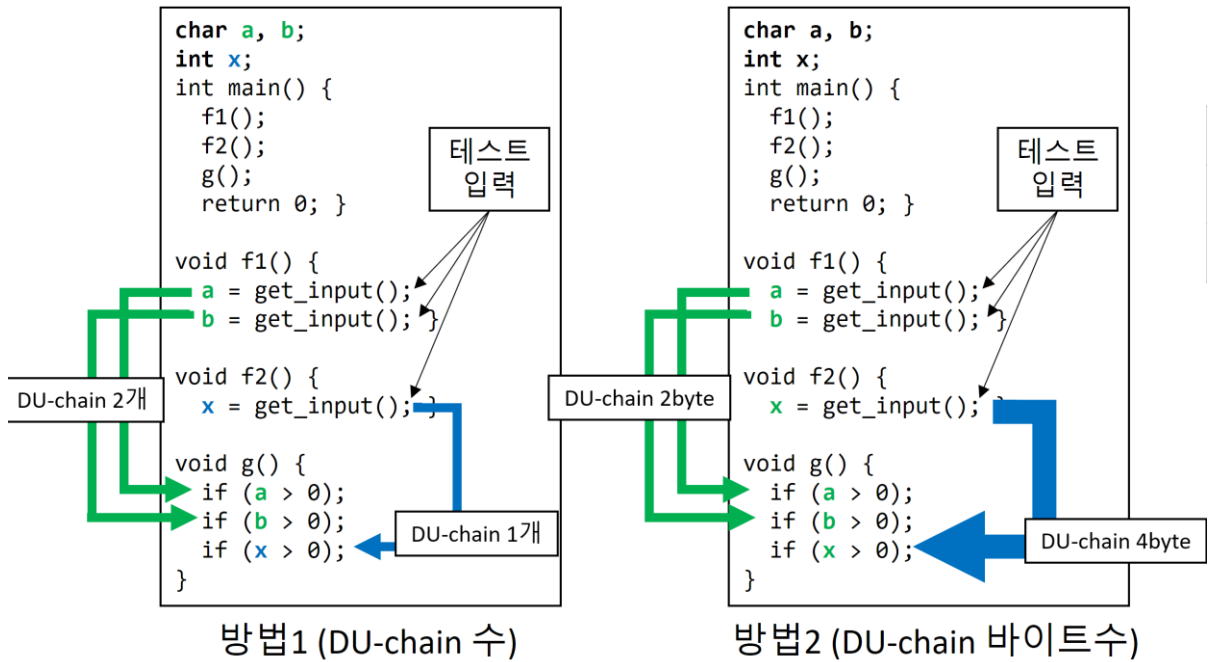 char a, b;
int x;
int main() {
f1();
f2();
g();
return 0; }
테스트
입력
void f1() {
a = get_input();
b = get_input(); }
DU-chain 2개
void f2() {
x = get_input(); }
void g() {
if (a > 0);
if (b > 0);
if (x > 0);
DU-chain 1개
}
방법1 (DU-chain 수)
char a, b;
int x;
int main() {
f1();
f2();
g();
return 0; }
테스트
입력
void f1() {
a = get_input();
b = get_input(); }
DU-chain 2byte
void f2() {
x = get_input(); }
void g() {
if (a > 0);
if (b > 0);
if (x > 0);
DU-chain 4byte
}
방법2 (DU-chain 바이트수)